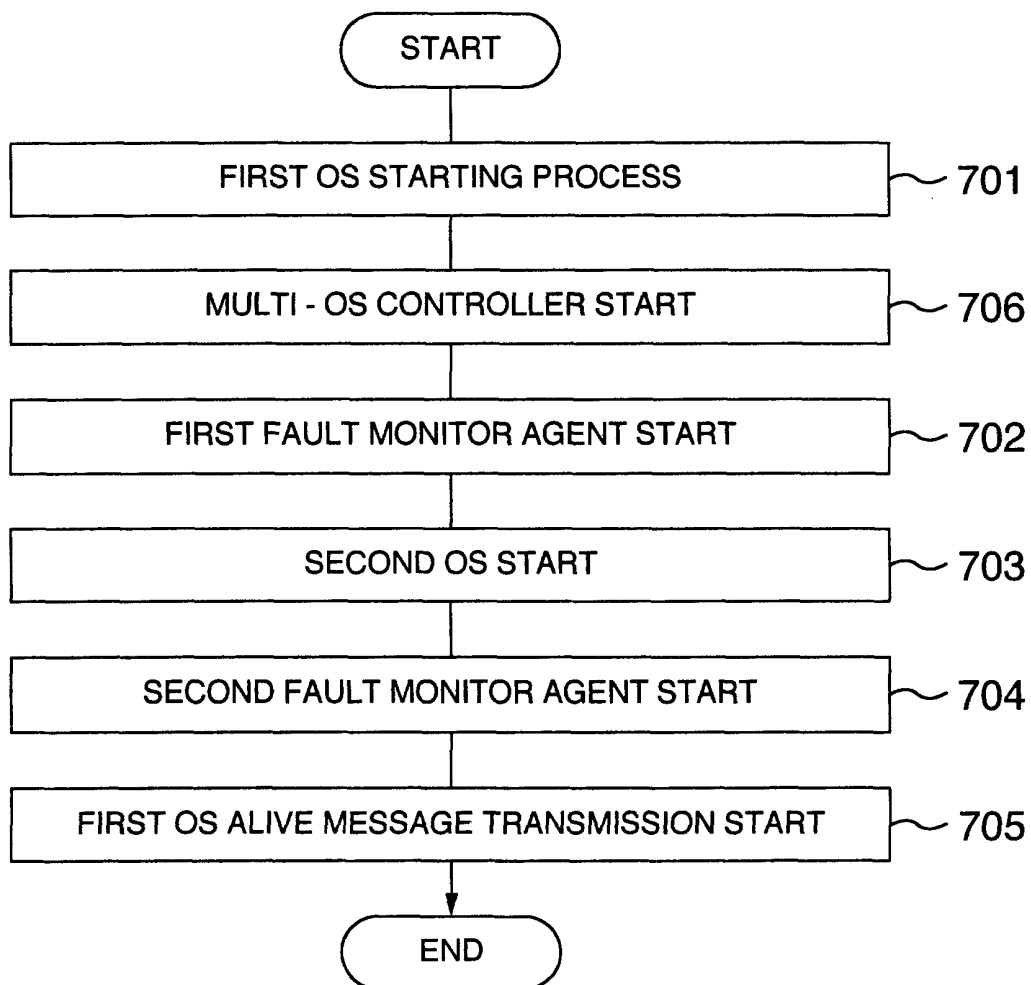 START
FIRST OS STARTING PROCESS 701
MULTI - OS CONTROLLER START 706
FIRST FAULT MONITOR AGENT START 702
SECOND OS START 703
SECOND FAULT MONITOR AGENT START 704
FIRST OS ALIVE MESSAGE TRANSMISSION START 705
END